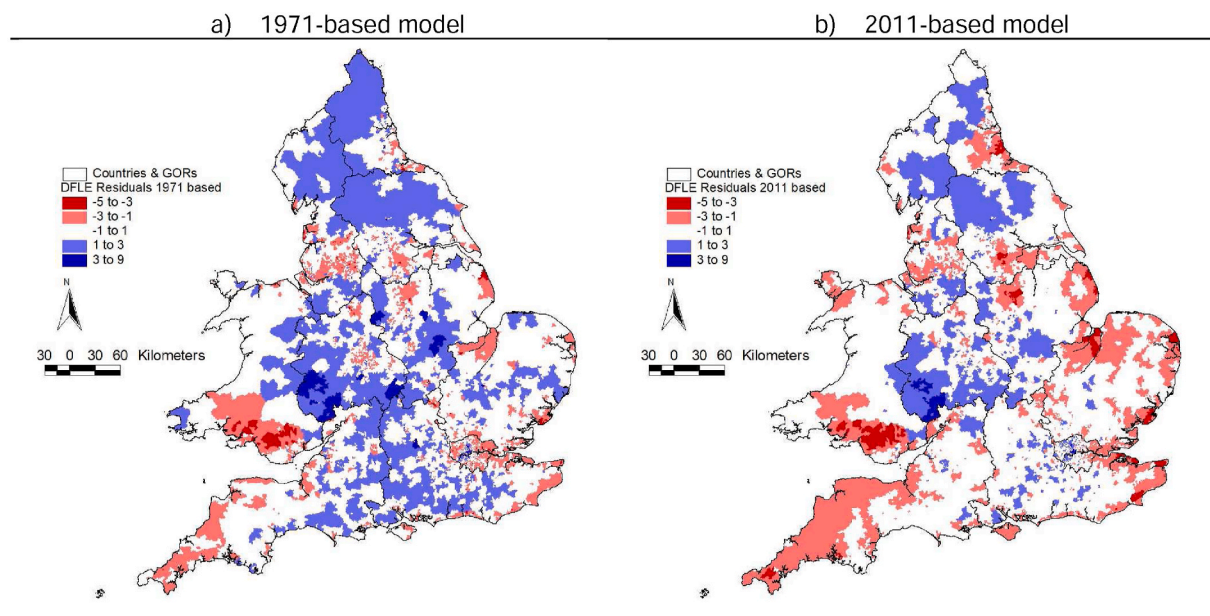 a) 1971-based model
b) 2011-based model
Countries & GORs
DFLE Residuals 1971 based
-5 to -3
-3 to -1
-1 to 1
1 to 3
3 to 9
N
30 0 30 60 Kilometers
Countries & GORs
DFLE Residuals 2011 based
-5 to -3
-3 to -1
-1 to 1
1 to 3
3 to 9
N
30 0 30 60 Kilometers